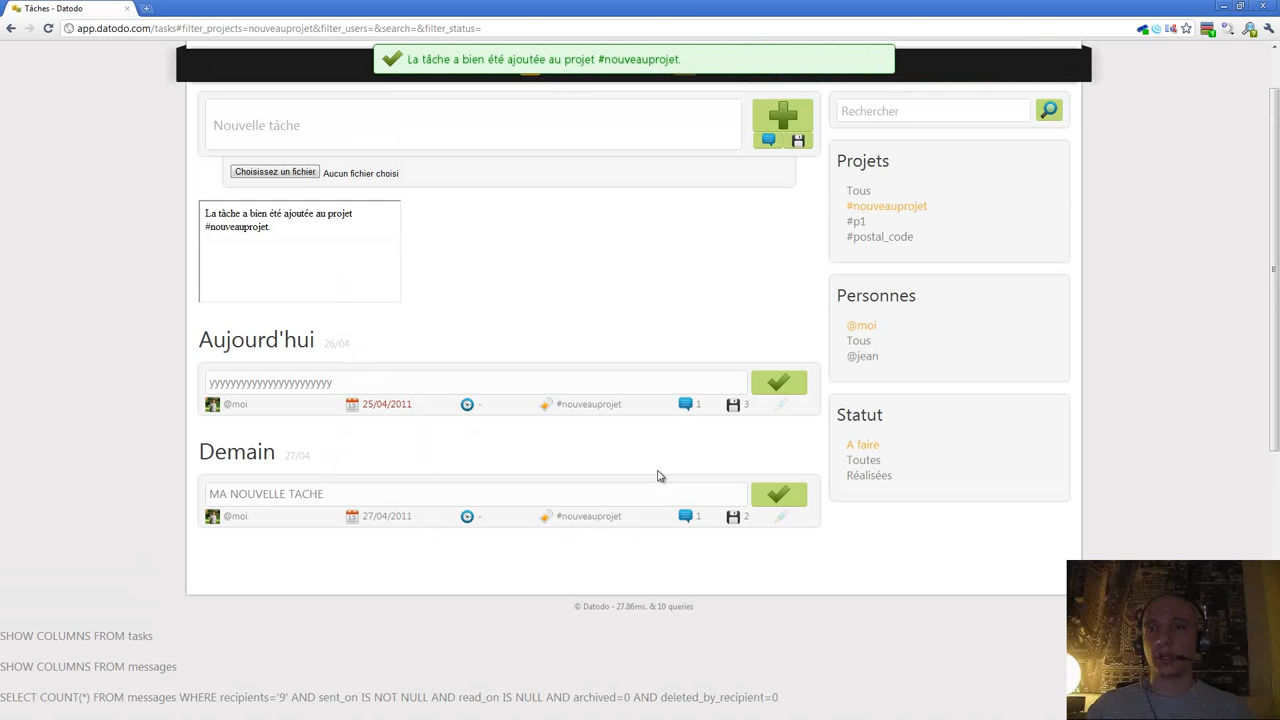 Tâches - Datodo
app.datodo.com/tasks#filter_projects=nouveauprojet&filter_users=&search=&filter_status=
La tâche a bien été ajoutée au projet #nouveauprojet.
Nouvelle tâche
Choisissez un fichier Aucun fichier choisi
La tâche a bien été ajoutée au projet
#nouveauprojet.
Aujourd'hui 26/04
yyyyyyyyyyyyyyyyyyyyyyy
@moi 25/04/2011 - #nouveauprojet 1 3
Demain 27/04
MA NOUVELLE TACHE
@moi 27/04/2011 - #nouveauprojet 1 2
Rechercher
Projets
Tous
#nouveauprojet
#p1
#postal_code
Personnes
@moi
Tous
@jean
Statut
A faire
Toutes
Réalisées
© Datodo - 27.86ms. & 10 queries
SHOW COLUMNS FROM tasks
SHOW COLUMNS FROM messages
SELECT COUNT(*) FROM messages WHERE recipients='9' AND sent_on IS NOT NULL AND read_on IS NULL AND archived=0 AND deleted_by_recipient=0